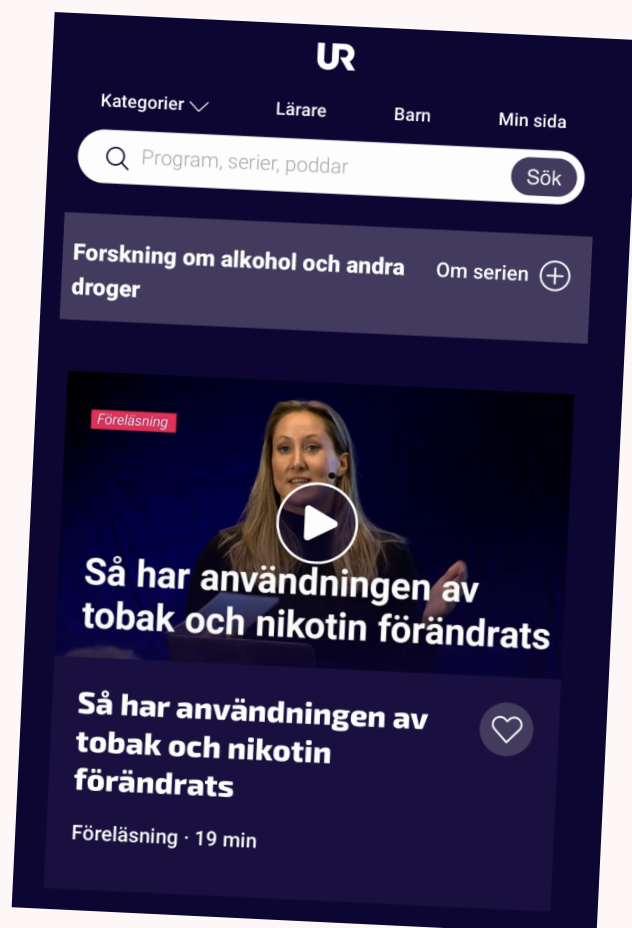 UR
Kategorier Lärare Barn Min sida
Program, serier, poddar Sök
Forskning om alkohol och andra
droger
Om serien
Föreläsning
Så har användningen av
tobak och nikotin förändrats
Så har användningen av
tobak och nikotin
förändrats
Föreläsning · 19 min